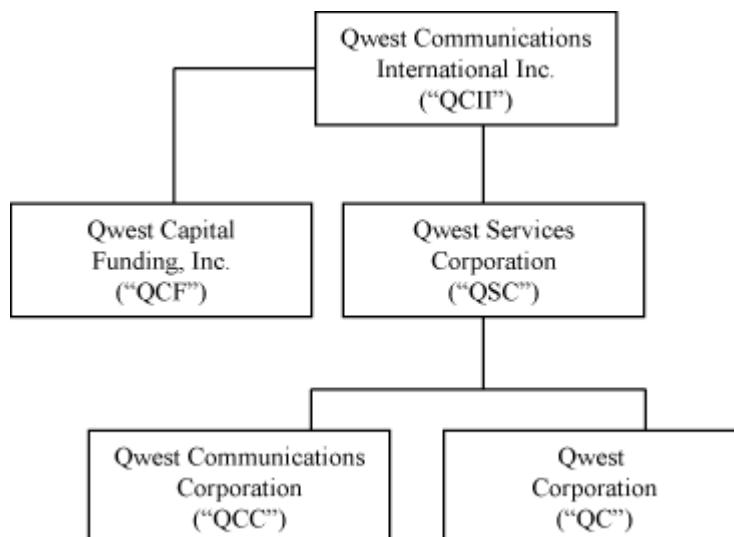 Qwest Communications
International Inc.
(“QCII”)
Qwest Capital
Funding, Inc.
(“QCF”)
Qwest Services
Corporation
(“QSC”)
Qwest Communications
Corporation
(“QCC”)
Qwest
Corporation
(“QC”)